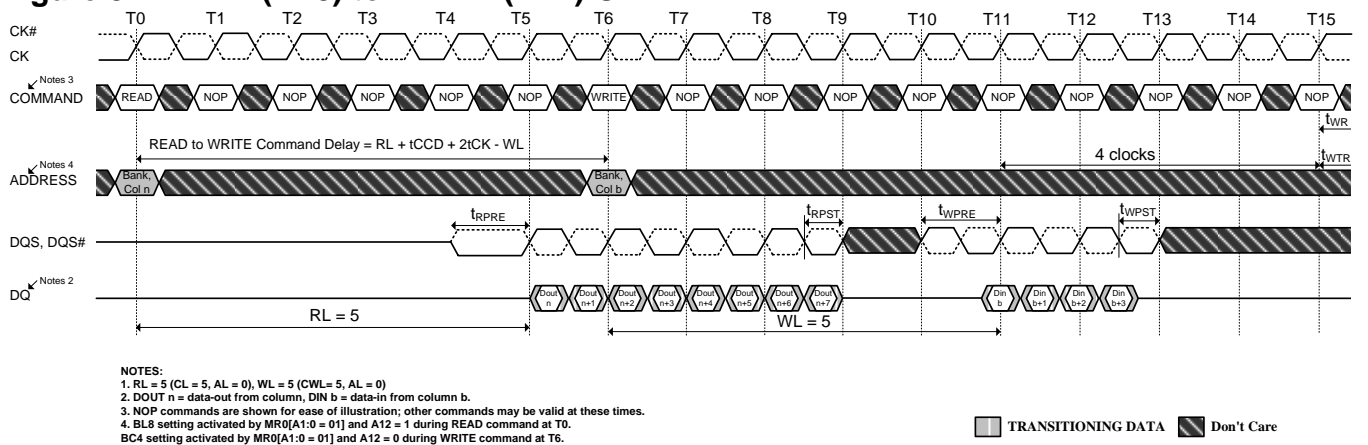 T0 T1 T2 T3 T4 T5 T6 T7 T8 T9 T10 T11 T12 T13 T14 T15
CK#
CK
Notes 3
COMMAND READ NOP NOP NOP NOP NOP WRITE NOP NOP NOP NOP NOP NOP NOP NOP NOP
tWR
READ to WRITE Command Delay = RL + tCCD + 2tCK - WL
4 clocks tWTR
Notes 4
ADDRESS Bank, Col n Bank, Col b
tRPRE tRPST tWPRE tWPST
DQS, DQS#
Notes 2
DQ Dout n Dout n+1 Dout n+2 Dout n+3 Dout n+4 Dout n+5 Dout n+6 Dout n+7 Din b Din b+1 Din b+2 Din b+3
RL = 5 WL = 5
NOTES:
1. RL = 5 (CL = 5, AL = 0), WL = 5 (CWL= 5, AL = 0)
2. DOUT n = data-out from column, DIN b = data-in from column b.
3. NOP commands are shown for ease of illustration; other commands may be valid at these times.
4. BL8 setting activated by MR0[A1:0 = 01] and A12 = 1 during READ command at T0.
BC4 setting activated by MR0[A1:0 = 01] and A12 = 0 during WRITE command at T6.
TRANSITIONING DATA Don't Care